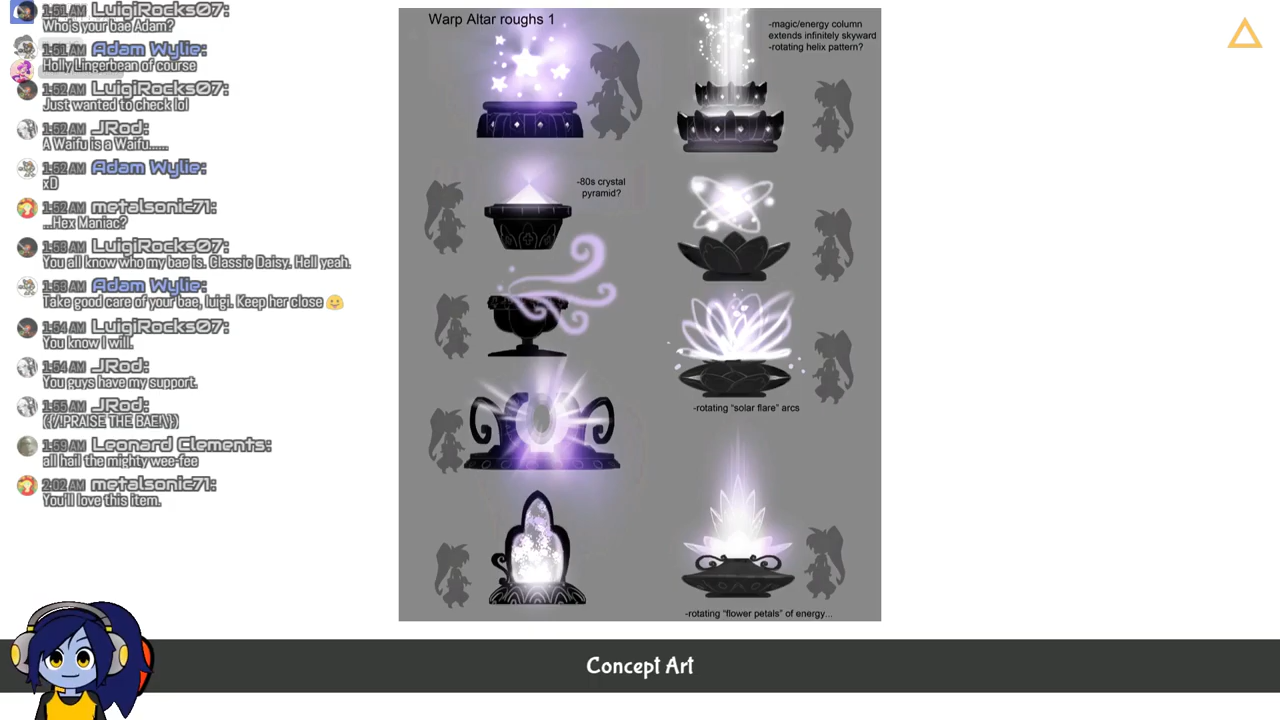 1:51 AM LuigiRocks07:
Who's your bae Adam?
1:51 AM Adam Wylie:
Holly Lingerbean of course
1:52 AM LuigiRocks07:
Just wanted to check lol
1:52 AM JRod:
A Waifu is a Waifu......
1:52 AM Adam Wylie:
xD
1:52 AM metalsonic71:
...Hex Maniac?
1:53 AM LuigiRocks07:
You all know who my bae is. Classic Daisy. Hell yeah.
1:53 AM Adam Wylie:
Take good care of your bae, luigi. Keep her close
1:54 AM LuigiRocks07:
You know I will.
1:54 AM JRod:
You guys have my support.
1:55 AM JRod:
1:59 AM Leonard Clements:
all hail the mighty wee-fee
2:02 AM metalsonic71:
You'll love this item.
Warp Altar roughs 1
-magic/energy column
extends infinitely skyward
-rotating helix pattern?
-80s crystal
pyramid?
-rotating "solar flare" arcs
-rotating "flower petals" of energy...
Concept Art